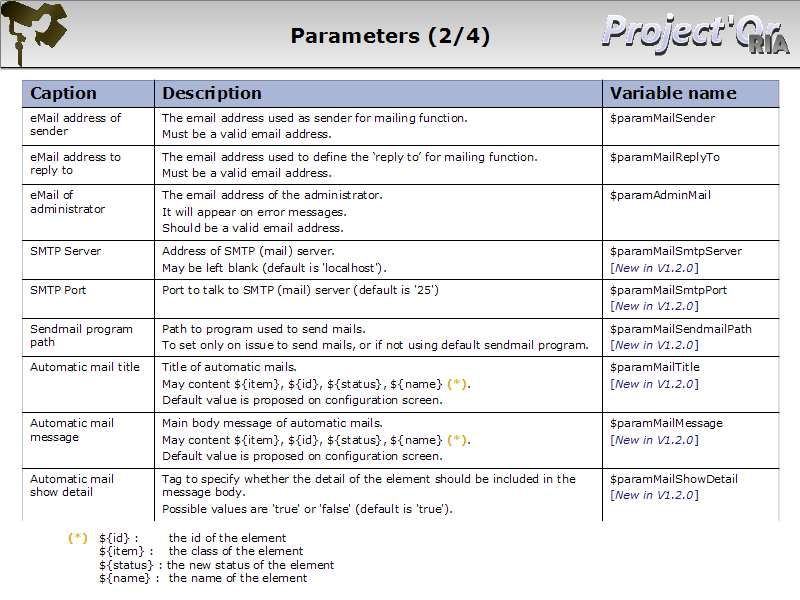 Parameters (2/4)
Project'Or
RIA
Caption Description Variable name
eMail address of sender The email address used as sender for mailing function. $paramMailSender
Must be a valid email address.
eMail address to reply to The email address used to define the ‘reply to’ for mailing function. $paramMailReplyTo
Must be a valid email address.
eMail of administrator The email address of the administrator. $paramAdminMail
It will appear on error messages.
Should be a valid email address.
SMTP Server Address of SMTP (mail) server. $paramMailSmtpServer
May be left blank (default is 'localhost'). [New in V1.2.0]
SMTP Port Port to talk to SMTP (mail) server (default is '25') $paramMailSmtpPort
[New in V1.2.0]
Sendmail program path Path to program used to send mails. $paramMailSendmailPath
To set only on issue to send mails, or if not using default sendmail program. [New in V1.2.0]
Automatic mail title Title of automatic mails. $paramMailTitle
May content ${item}, ${id}, ${status}, ${name} (*). [New in V1.2.0]
Default value is proposed on configuration screen.
Automatic mail message Main body message of automatic mails. $paramMailMessage
May content ${item}, ${id}, ${status}, ${name} (*). [New in V1.2.0]
Default value is proposed on configuration screen.
Automatic mail show detail Tag to specify whether the detail of the element should be included in the $paramMailShowDetail
message body. [New in V1.2.0]
Possible values are 'true' or 'false' (default is 'true').
(*) ${id} : the id of the element
${item} : the class of the element
${status} : the new status of the element
${name} : the name of the element